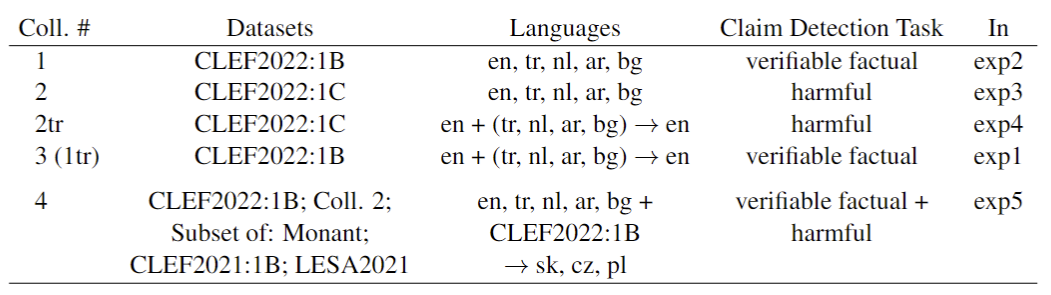 Coll. # Datasets Languages Claim Detection Task In
1 CLEF2022:1B en, tr, nl, ar, bg verifiable factual exp2
2 CLEF2022:1C en, tr, nl, ar, bg harmful exp3
2tr CLEF2022:1C en + (tr, nl, ar, bg) → en harmful exp4
3 (1tr) CLEF2022:1B en + (tr, nl, ar, bg) → en verifiable factual exp1
4 CLEF2022:1B; Coll. 2; en, tr, nl, ar, bg + verifiable factual + exp5
Subset of: Monant; CLEF2022:1B harmful
CLEF2021:1B; LESA2021 → sk, cz, pl